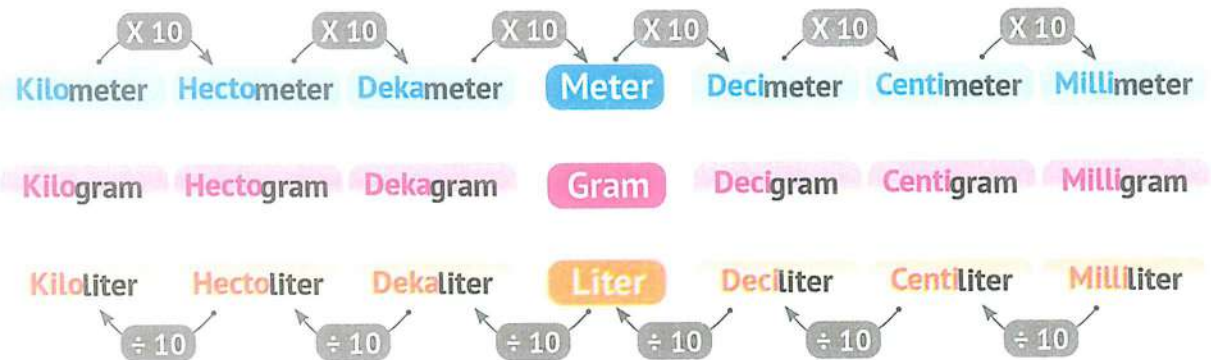 X 10 X 10 X 10 X 10 X 10 X 10
Kilometer Hectometer Dekameter Meter Decimeter Centimeter Millimeter
Kilogram Hectogram Dekagram Gram Decigram Centigram Milligram
Kiloliter Hectoliter Dekaliter Liter Deciliter Centiliter Milliliter
÷ 10 ÷ 10 ÷ 10 ÷ 10 ÷ 10 ÷ 10